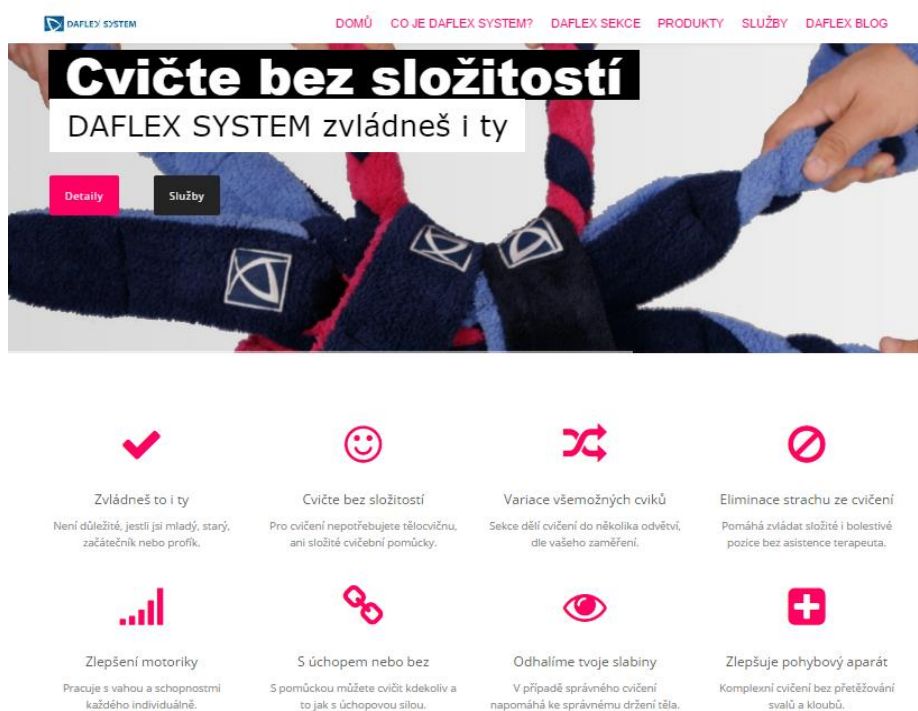 DAFLEX SYSTEM
DOMŮ CO JE DAFLEX SYSTEM? DAFLEX SEKCE PRODUKTY SLUŽBY DAFLEX BLOG
Cvičte bez složitostí
DAFLEX SYSTEM zvládneš i ty
Detaily Služby
Zvládneš to i ty
Není důležité, jestli jsi mladý, starý,
začátečník nebo profík.
Cvičte bez složitostí
Pro cvičení nepotřebujete tělocvičnu,
ani složité cvičební pomůcky.
Variace všemožných cviků
Sekce dělí cvičení do několika odvětví,
dle vašeho zaměření.
Eliminace strachu ze cvičení
Pomáhá zvládat složité i bolestivé
pozice bez asistence terapeuta.
Zlepšení motoriky
Pracuje s vahou a schopnostmi
každého individuálně.
S úchopem nebo bez
S pomůckou můžete cvičit kdekoliv a
to jak s úchopovou silou.
Odhalíme tvoje slabiny
V případě správného cvičení
napomáhá ke správnému držení těla.
Zlepšuje pohybový aparát
Komplexní cvičení bez přetěžování
svalů a kloubů.